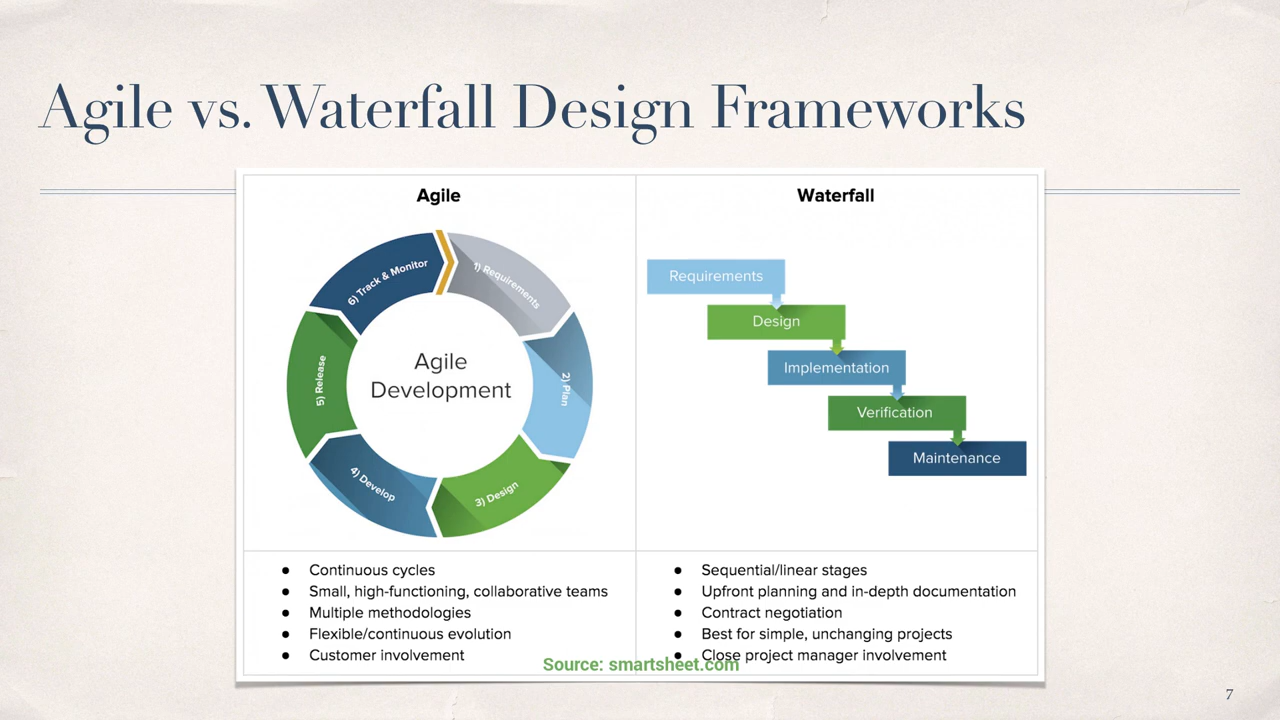 Agile vs. Waterfall Design Frameworks
Agile
1) Requirements
2) Plan
3) Design
4) Develop
5) Release
6) Track & Monitor
Agile
Development
● Continuous cycles
● Small, high-functioning, collaborative teams
● Multiple methodologies
● Flexible/continuous evolution
● Customer involvement
Waterfall
Requirements
Design
Implementation
Verification
Maintenance
● Sequential/linear stages
● Upfront planning and in-depth documentation
● Contract negotiation
● Best for simple, unchanging projects
● Close project manager involvement
Source: smartsheet.com
7